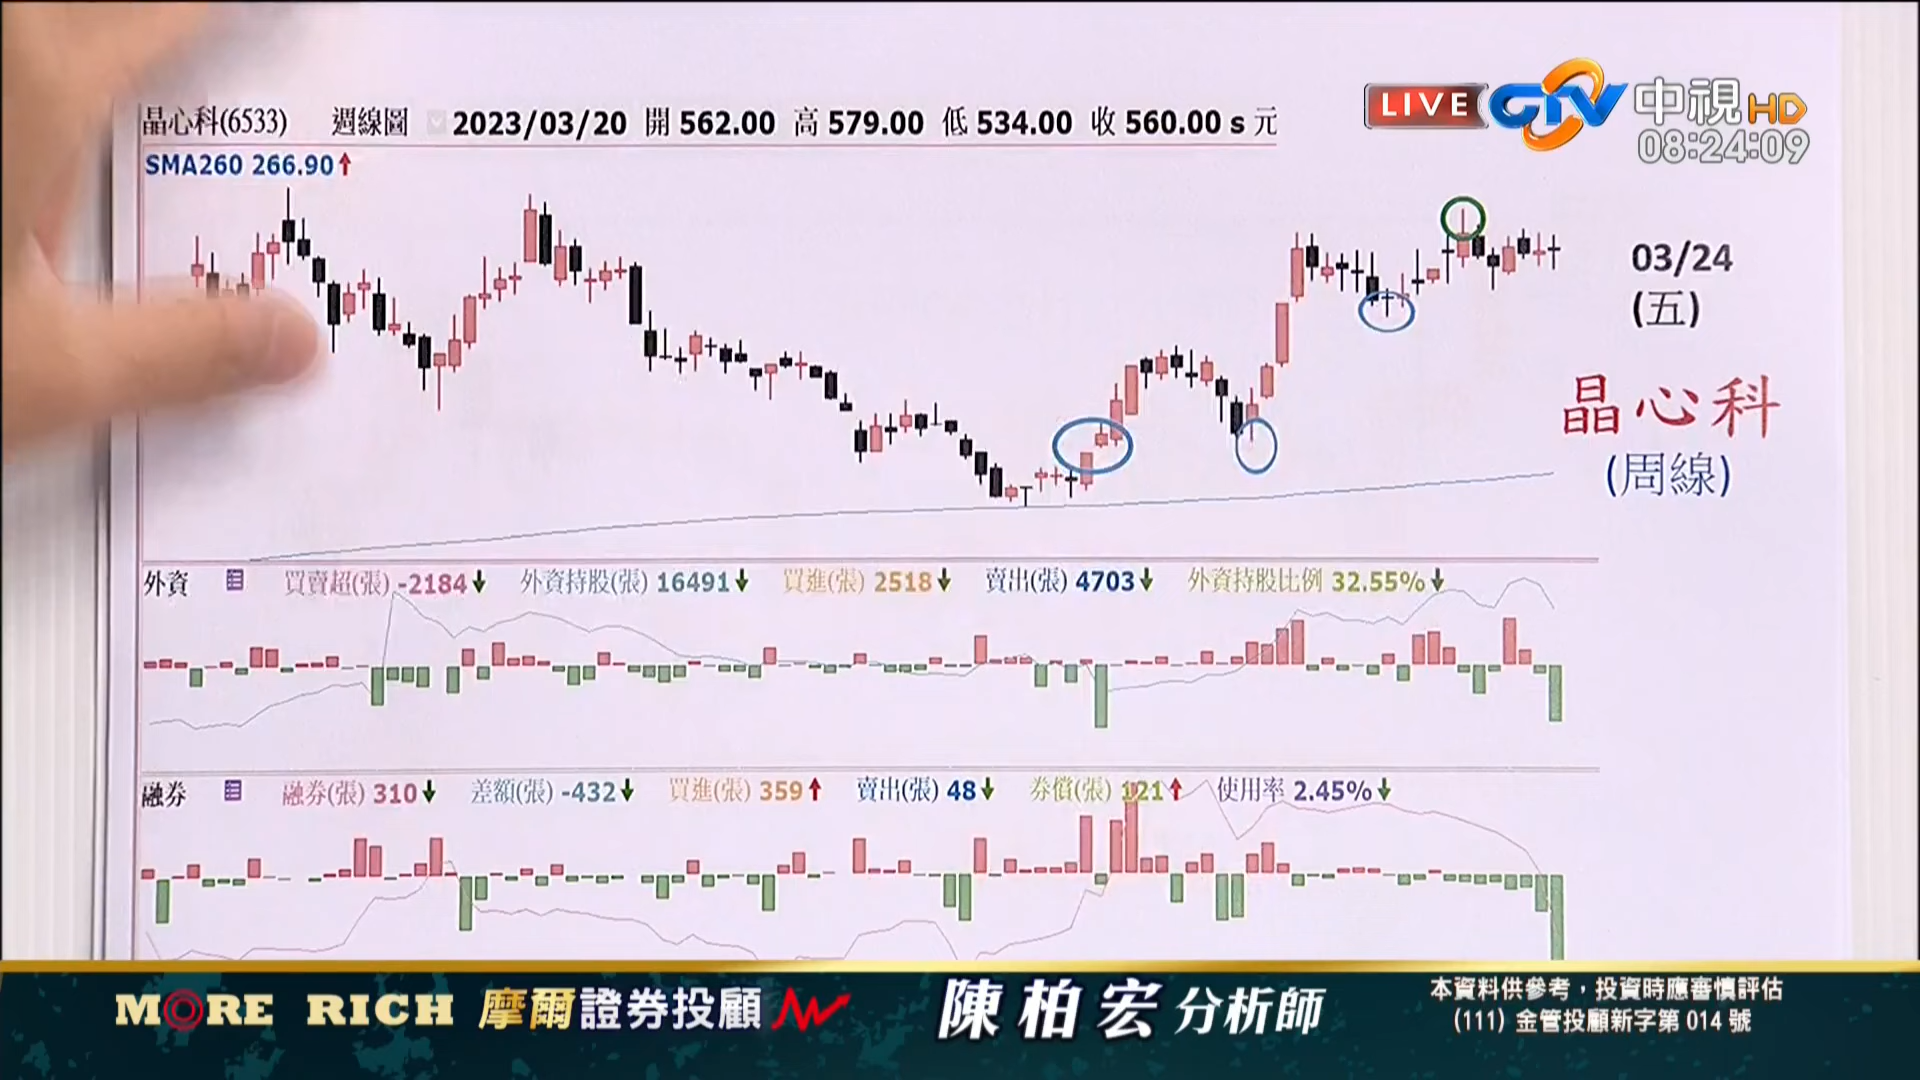 LIVE CTV 中視HD
08:24:09
晶心科(6533) 週線圖 2023/03/20 開 562.00 高 579.00 低 534.00 收 560.00 s 元
SMA260 266.90↑
03/24
(五)
晶心科
(周線)
外資 買賣超(張) -2184↓ 外資持股(張) 16491↓ 買進(張) 2518↓ 賣出(張) 4703↓ 外資持股比例 32.55%↓
融券 融券(張) 310↓ 差額(張) -432↓ 買進(張) 359↑ 賣出(張) 48↓ 券償(張) 121↑ 使用率 2.45%↓
MORE RICH 摩爾證券投顧 陳柏宏分析師
本資料供參考，投資時應審慎評估
(111) 金管投顧新字第 014 號